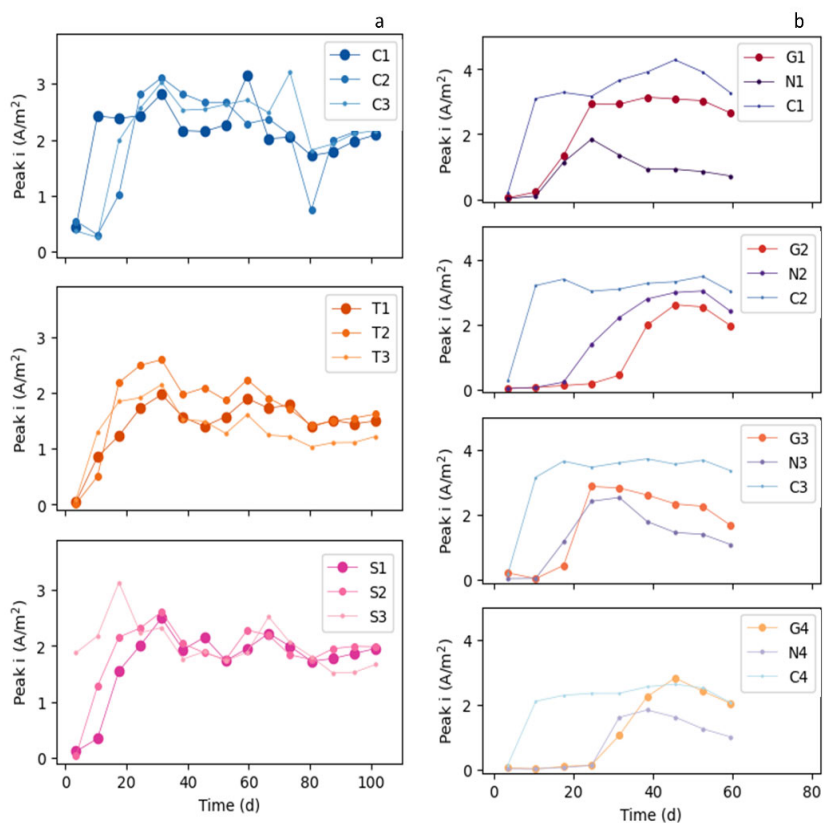 a
Peak i (A/m²)
3
2
1
0
C1
C2
C3
Peak i (A/m²)
3
2
1
0
T1
T2
T3
Peak i (A/m²)
3
2
1
0
S1
S2
S3
0 20 40 60 80 100
Time (d)
b
Peak i (A/m²)
4
2
0
G1
N1
C1
Peak i (A/m²)
4
2
0
G2
N2
C2
Peak i (A/m²)
4
2
0
G3
N3
C3
Peak i (A/m²)
4
2
0
G4
N4
C4
0 20 40 60 80
Time (d)